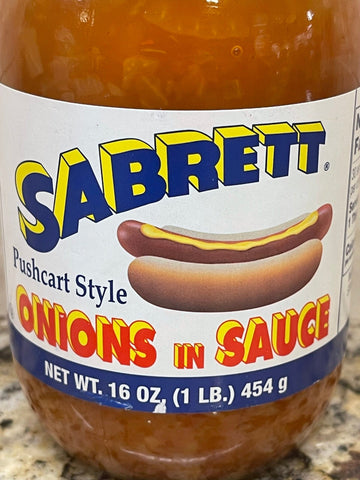 SABRETT®
Pushcart Style
ONIONS IN SAUCE
NET WT. 16 OZ. (1 LB.) 454 g